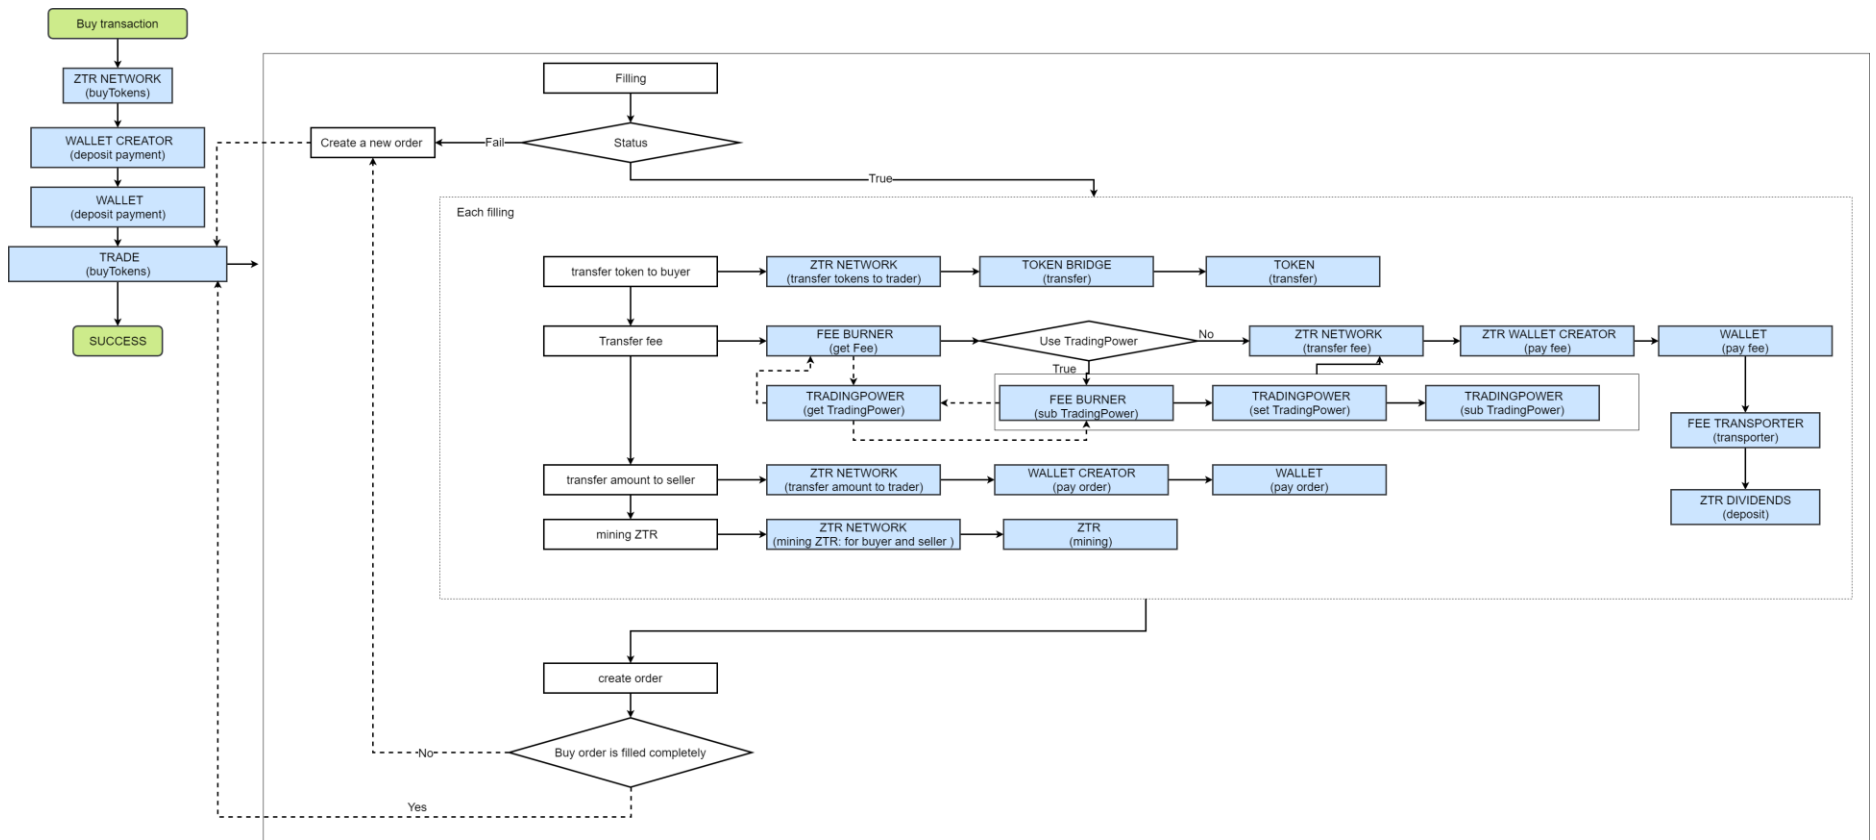 Buy transaction
ZTR NETWORK
(buyTokens)
WALLET CREATOR
(deposit payment)
WALLET
(deposit payment)
TRADE
(buyTokens)
SUCCESS
Filling
Status
Fail
Create a new order
True
Each filling
transfer token to buyer
ZTR NETWORK
(transfer tokens to trader)
TOKEN BRIDGE
(transfer)
TOKEN
(transfer)
Transfer fee
FEE BURNER
(get Fee)
Use TradingPower
No
ZTR NETWORK
(transfer fee)
ZTR WALLET CREATOR
(pay fee)
WALLET
(pay fee)
True
TRADINGPOWER
(get TradingPower)
FEE BURNER
(sub TradingPower)
TRADINGPOWER
(set TradingPower)
TRADINGPOWER
(sub TradingPower)
FEE TRANSPORTER
(transporter)
ZTR DIVIDENDS
(deposit)
transfer amount to seller
ZTR NETWORK
(transfer amount to trader)
WALLET CREATOR
(pay order)
WALLET
(pay order)
mining ZTR
ZTR NETWORK
(mining ZTR: for buyer and seller )
ZTR
(mining)
create order
Buy order is filled completely
No
Yes